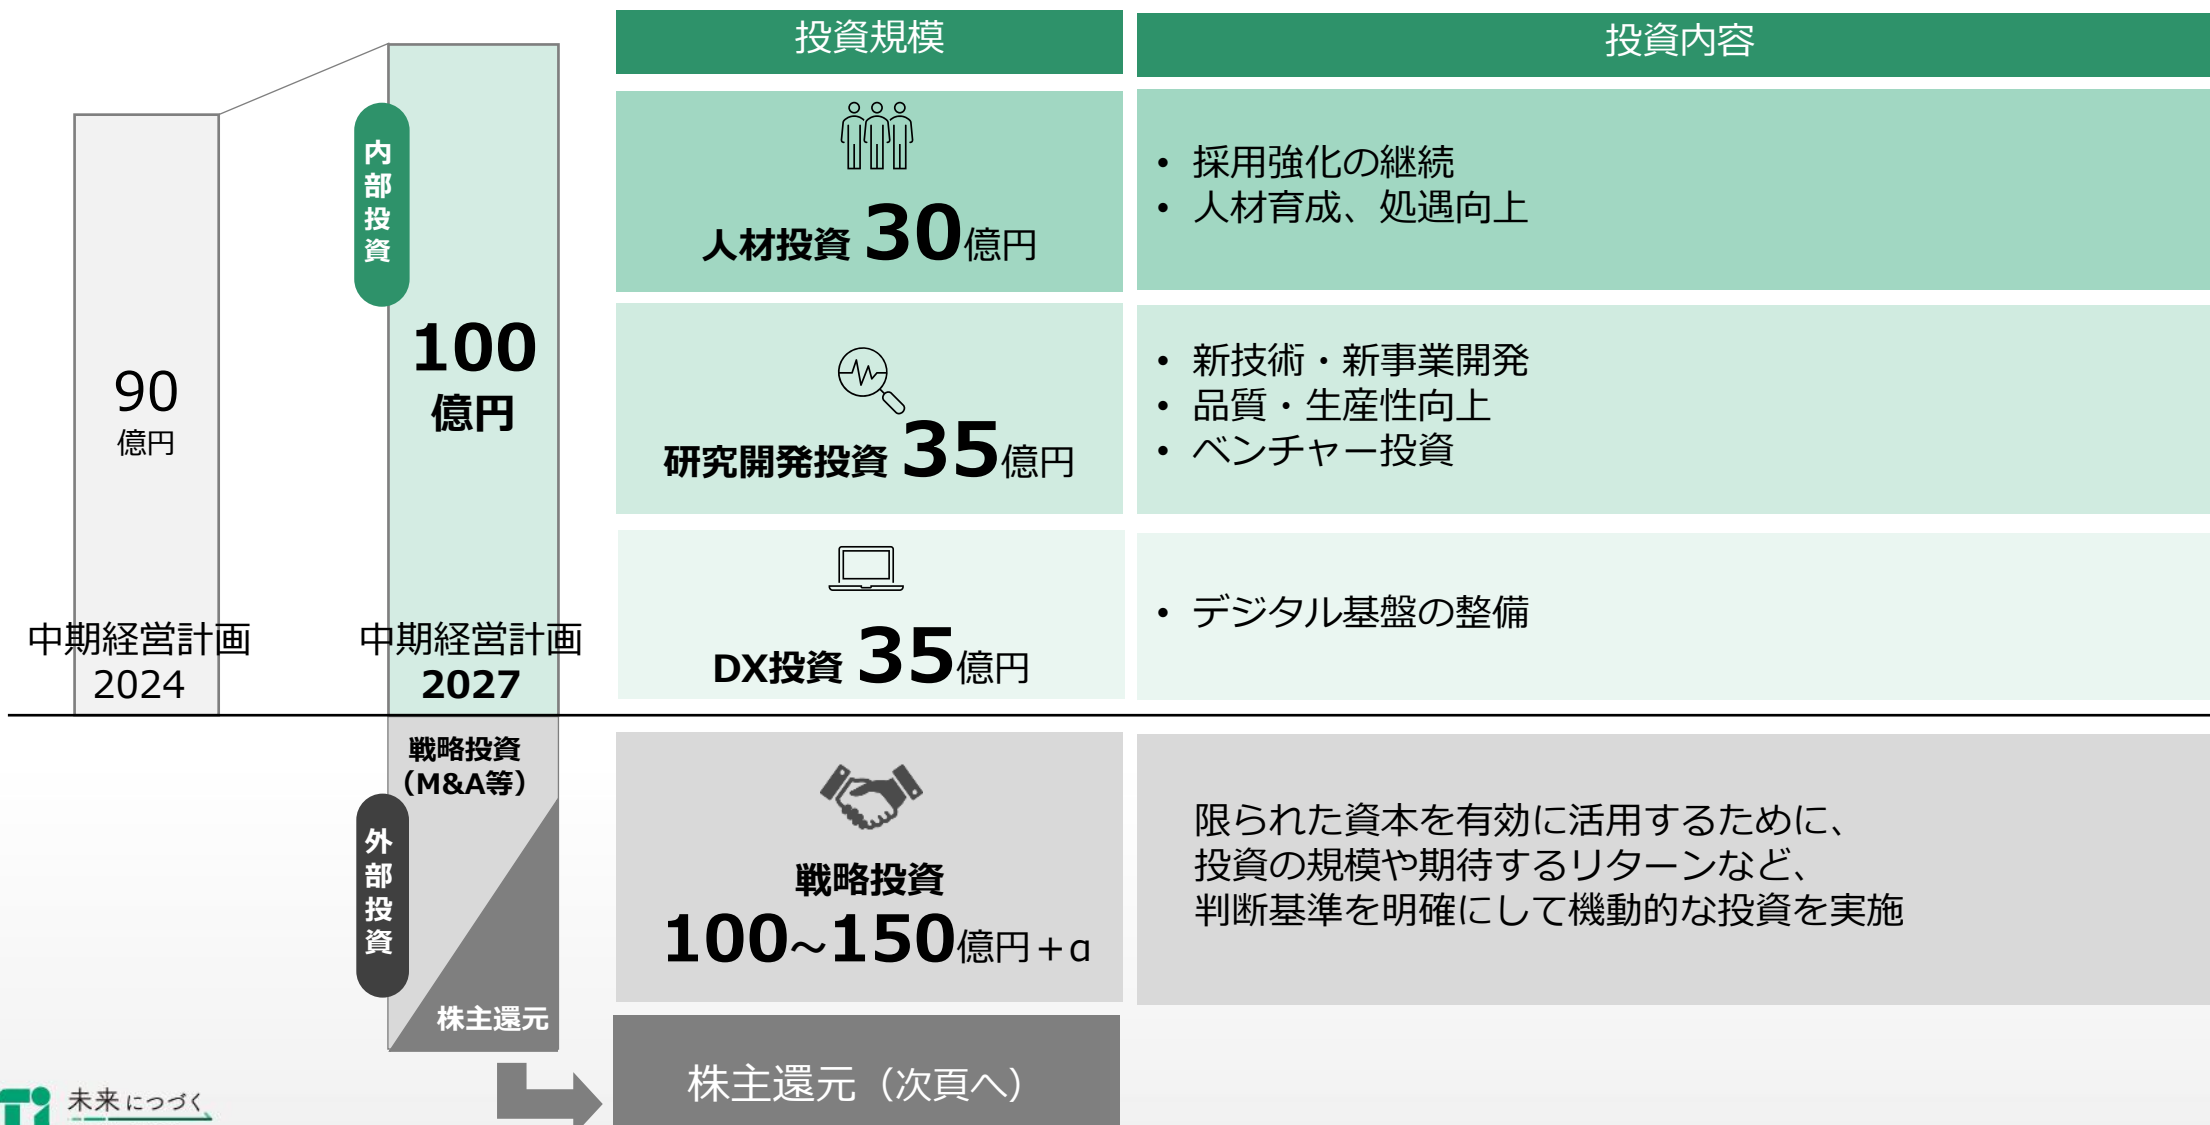 投資規模
投資内容
90
億円
中期経営計画
2024
内部投資
100
億円
中期経営計画
2027
人材投資 30億円
• 採用強化の継続
• 人材育成、処遇向上
研究開発投資 35億円
• 新技術・新事業開発
• 品質・生産性向上
• ベンチャー投資
DX投資 35億円
• デジタル基盤の整備
戦略投資
（M&A等）
外部投資
株主還元
戦略投資
100～150億円＋α
限られた資本を有効に活用するために、
投資の規模や期待するリターンなど、
判断基準を明確にして機動的な投資を実施
株主還元（次頁へ）
未来につづく